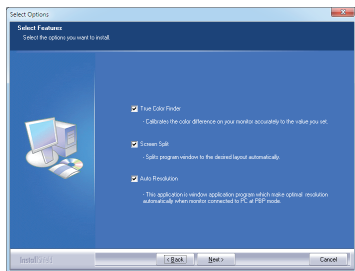 Select Options
Select Features
Select the options you want to install.
True Color Finder
- Calibrates the color difference on your monitor accurately to the value you set.
Screen Split
- Splits program window to the desired layout automatically.
Auto Resolution
- This application is window application program which make optimal resolution
automatically when monitor connected to PC at PBP mode.
InstallShield
< Back
Next >
Cancel